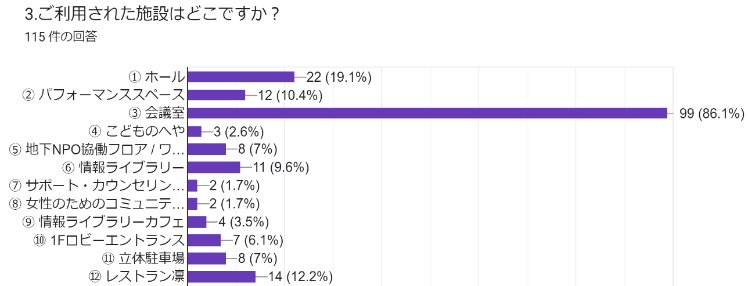 3.ご利用された施設はどこですか？
115 件の回答
① ホール 22 (19.1%)
② パフォーマンススペース 12 (10.4%)
③ 会議室 99 (86.1%)
④ こどものへや 3 (2.6%)
⑤ 地下NPO協働フロア / ワ... 8 (7%)
⑥ 情報ライブラリー 11 (9.6%)
⑦ サポート・カウンセリン... 2 (1.7%)
⑧ 女性のためのコミュニテ... 2 (1.7%)
⑨ 情報ライブラリーカフェ 4 (3.5%)
⑩ 1Fロビーエントランス 7 (6.1%)
⑪ 立体駐車場 8 (7%)
⑫ レストラン凛 14 (12.2%)